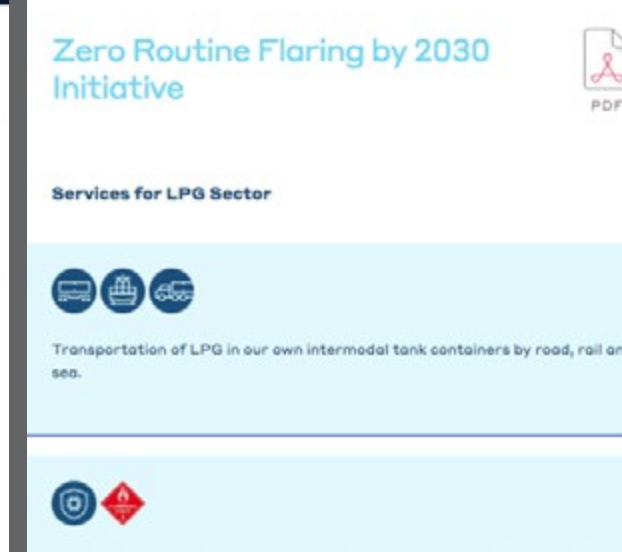 Zero Routine Flaring by 2030
Initiative
PDF
Services for LPG Sector
Transportation of LPG in our own intermodal tank containers by road, rail
sea.